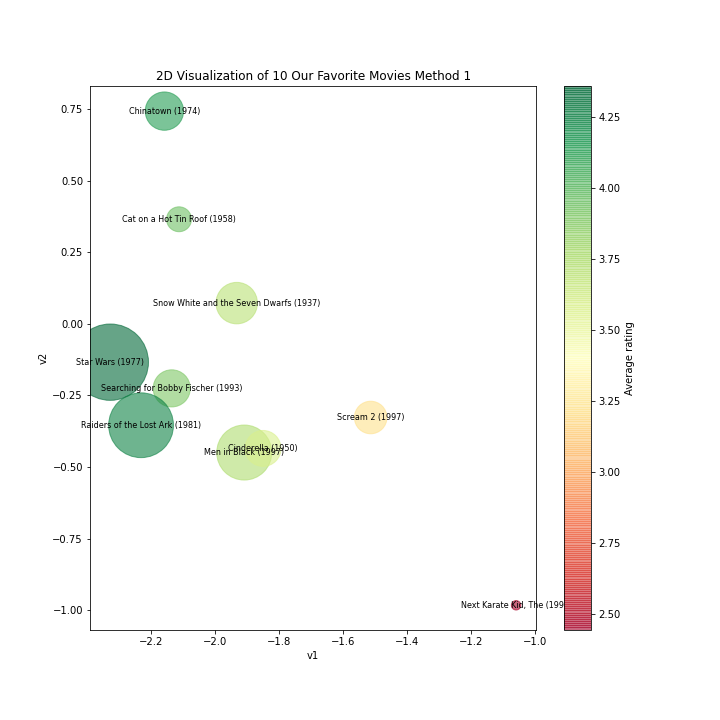 2D Visualization of 10 Our Favorite Movies Method 1
0.75
0.50
0.25
0.00
−0.25
−0.50
−0.75
−1.00
v2
Chinatown (1974)
Cat on a Hot Tin Roof (1958)
Snow White and the Seven Dwarfs (1937)
Star Wars (1977)
Searching for Bobby Fischer (1993)
Raiders of the Lost Ark (1981)
Scream 2 (1997)
Cinderella (1950)
Men in Black (1997)
Next Karate Kid, The (199
−2.2 −2.0 −1.8 −1.6 −1.4 −1.2 −1.0
v1
4.25
4.00
3.75
3.50
3.25
3.00
2.75
2.50
Average rating